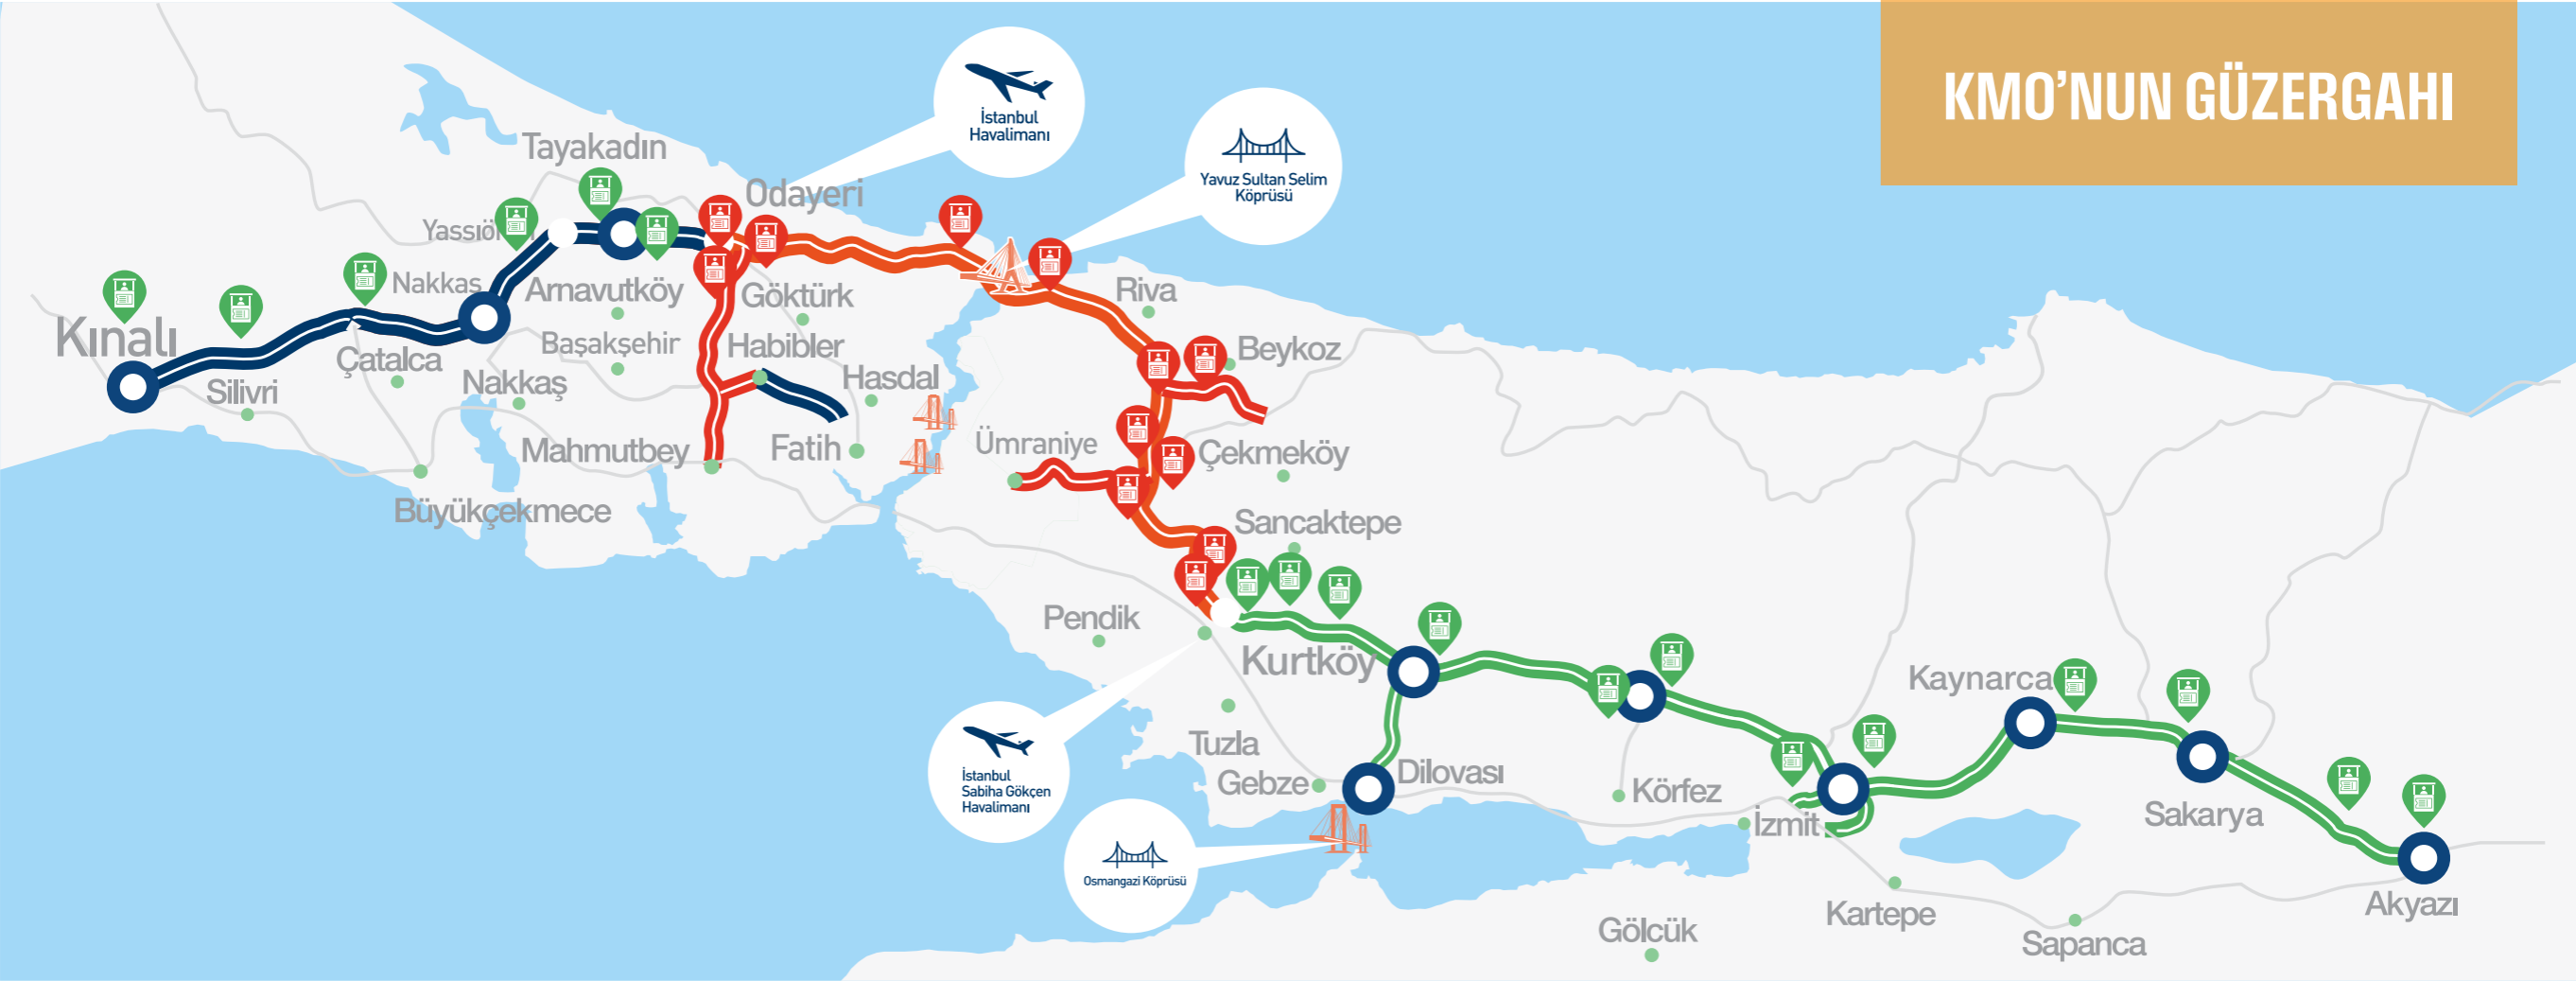 KMO'NUN GÜZERGAHI
İstanbul
Havalimanı
Yavuz Sultan Selim
Köprüsü
Tayakadın
Odayeri
Nakkaş
Kınalı
Arnavutköy
Göktürk
Riva
Silivri
Çatalca
Başakşehir
Habibler
Beykoz
Nakkaş
Hasdal
Mahmutbey
Fatih
Ümraniye
Çekmeköy
Büyükçekmece
Sancaktepe
Pendik
Kurtköy
Kaynarca
İstanbul
Sabiha Gökçen
Havalimanı
Tuzla
Gebze
Dilovası
Körfez
İzmit
Sakarya
Osmangazi Köprüsü
Gölcük
Kartepe
Sapanca
Akyazı